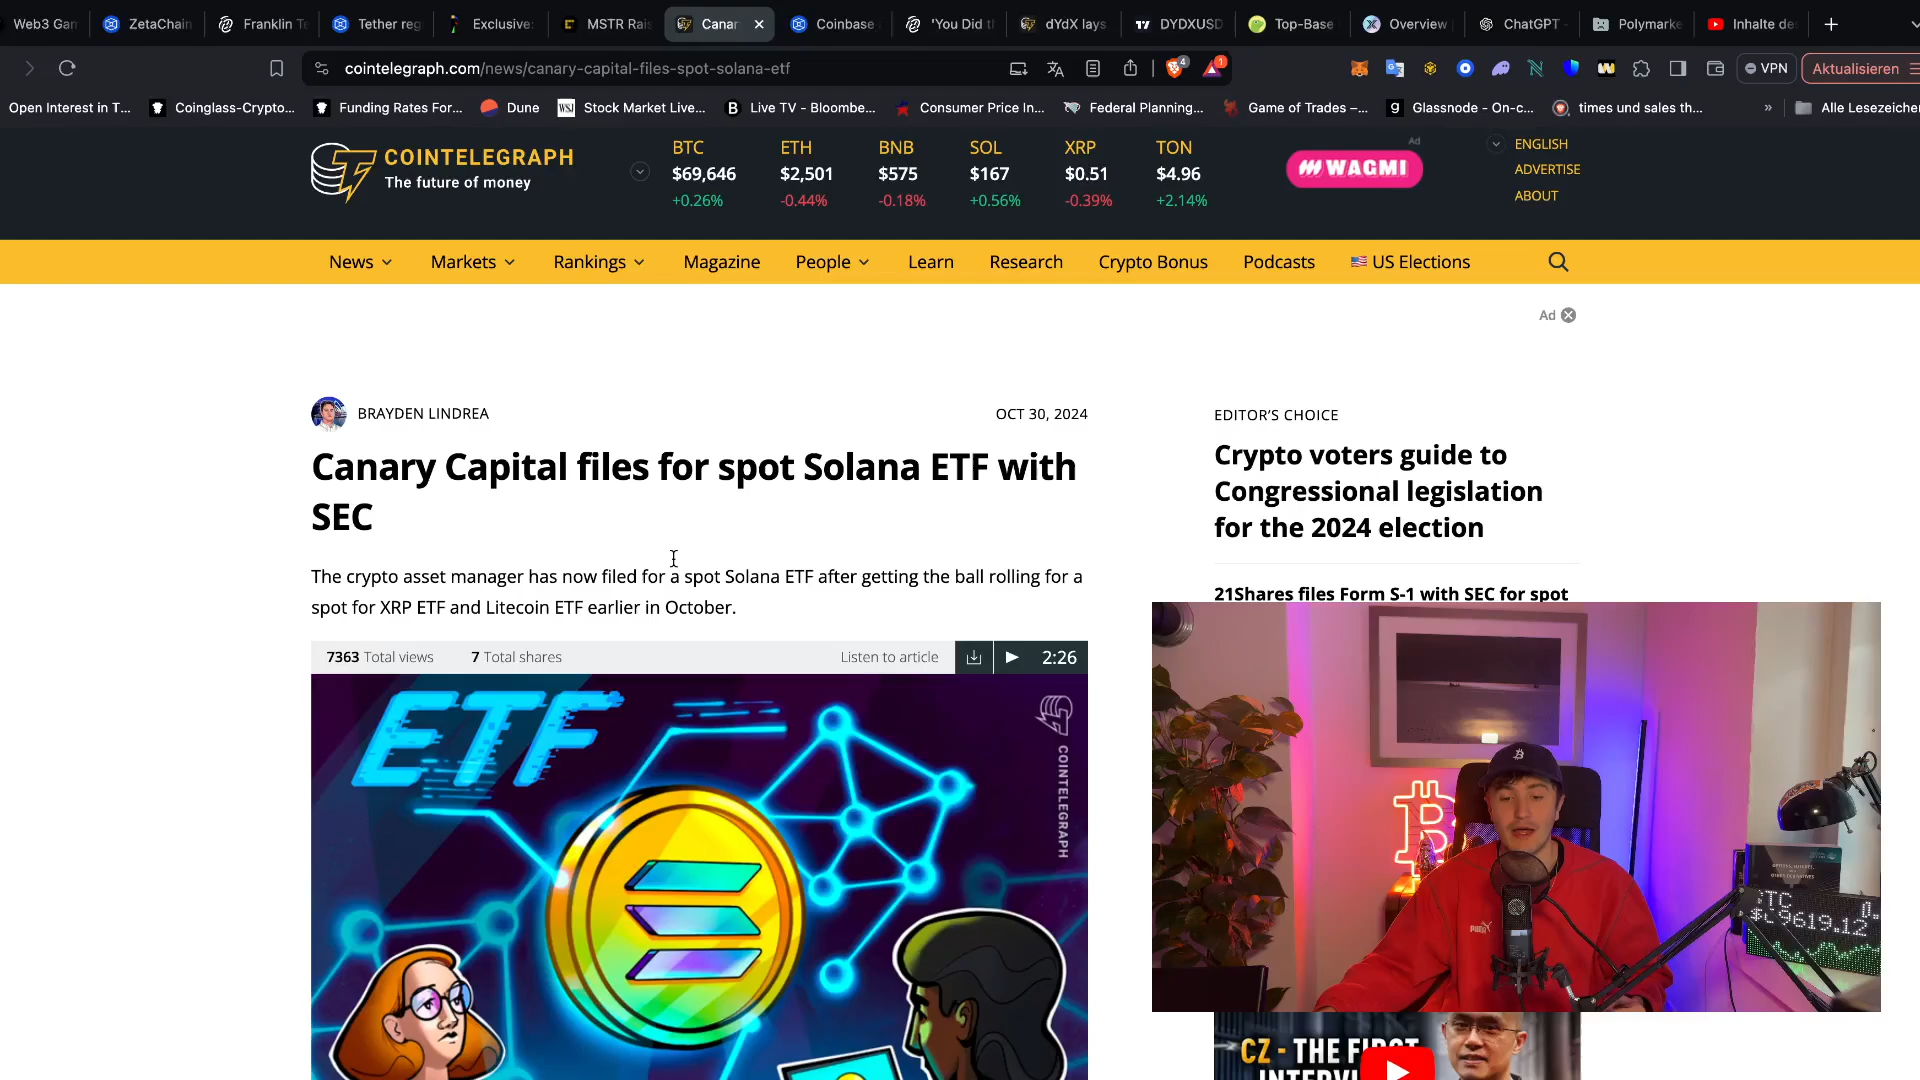 Web3 Gam
ZetaChain
Franklin Te
Tether reg
Exclusive:
MSTR Rais
Canar
Coinbase
'You Did t
dYdX lays
DYDXUSD
Top-Base
Overview
ChatGPT -
Polymarke
Inhalte de
cointelegraph.com/news/canary-capital-files-spot-solana-etf
4
1
VPN
Aktualisieren
Open Interest in T...
Coinglass-Crypto...
Funding Rates For...
Dune
WSJ
Stock Market Live...
B
Live TV - Bloombe...
Consumer Price In...
Federal Planning...
Game of Trades –...
g
Glassnode - On-c...
times und sales th...
»
Alle Lesezeichen
COINTELEGRAPH
The future of money
BTC
$69,646
+0.26%
ETH
$2,501
-0.44%
BNB
$575
-0.18%
SOL
$167
+0.56%
XRP
$0.51
-0.39%
TON
$4.96
+2.14%
Ad
WAGMI
ENGLISH
ADVERTISE
ABOUT
News
Markets
Rankings
Magazine
People
Learn
Research
Crypto Bonus
Podcasts
US Elections
Ad
BRAYDEN LINDREA
OCT 30, 2024
Canary Capital files for spot Solana ETF with
SEC
The crypto asset manager has now filed for a spot Solana ETF after getting the ball rolling for a
spot for XRP ETF and Litecoin ETF earlier in October.
7363 Total views
7 Total shares
Listen to article
2:26
ETF
COINTELEGRAPH
EDITOR'S CHOICE
Crypto voters guide to
Congressional legislation
for the 2024 election
21Shares files Form S-1 with SEC for spot
PUMA
CZ - THE FIRST
INTERVI